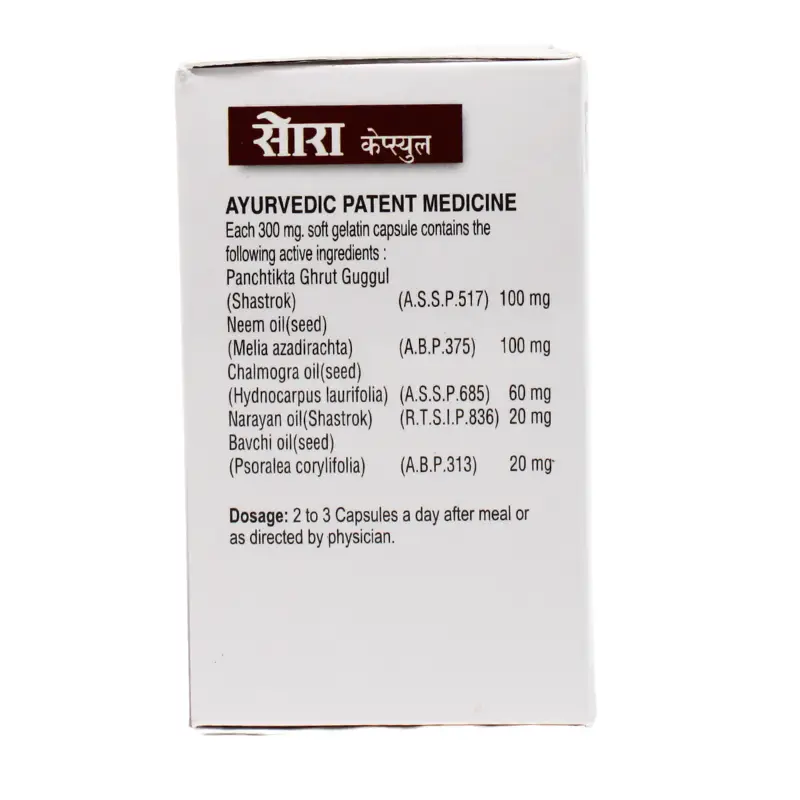 सोरा केप्स्युल
AYURVEDIC PATENT MEDICINE
Each 300 mg. soft gelatin capsule contains the
following active ingredients :
Panchtikta Ghrut Guggul
(Shastrok) (A.S.S.P.517) 100 mg
Neem oil(seed)
(Melia azadirachta) (A.B.P.375) 100 mg
Chalmogra oil(seed)
(Hydnocarpus laurifolia) (A.S.S.P.685) 60 mg
Narayan oil(Shastrok) (R.T.S.I.P.836) 20 mg
Bavchi oil(seed)
(Psoralea corylifolia) (A.B.P.313) 20 mg
Dosage: 2 to 3 Capsules a day after meal or
as directed by physician.